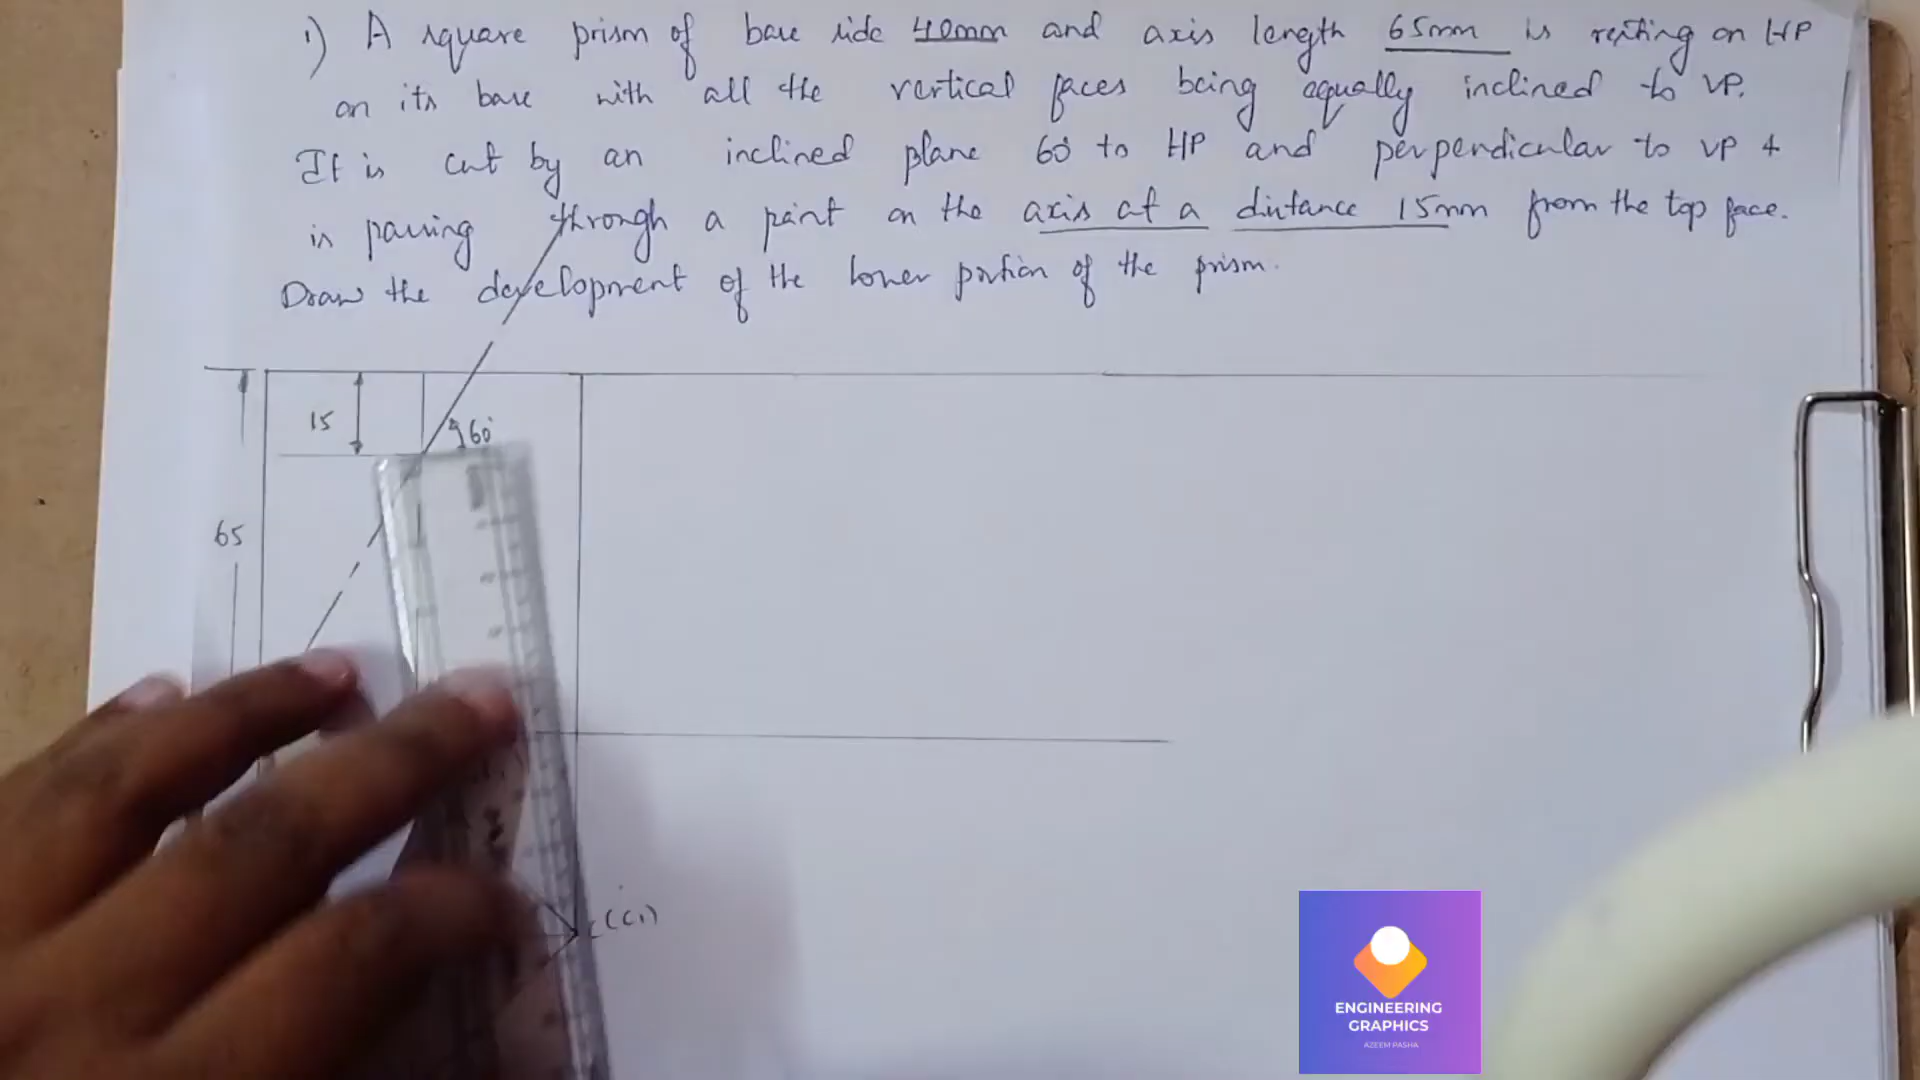 1) A square prism of base side 40mm and axis length 65mm is resting on HP
on its base with all the vertical faces being equally inclined to VP.
It is cut by an inclined plane 60° to HP and perpendicular to VP &
is passing through a point on the axis at a distance 15mm from the top face.
Draw the development of the lower portion of the prism.
15
60°
65
c(c1)
ENGINEERING
GRAPHICS
AZEEM PASHA